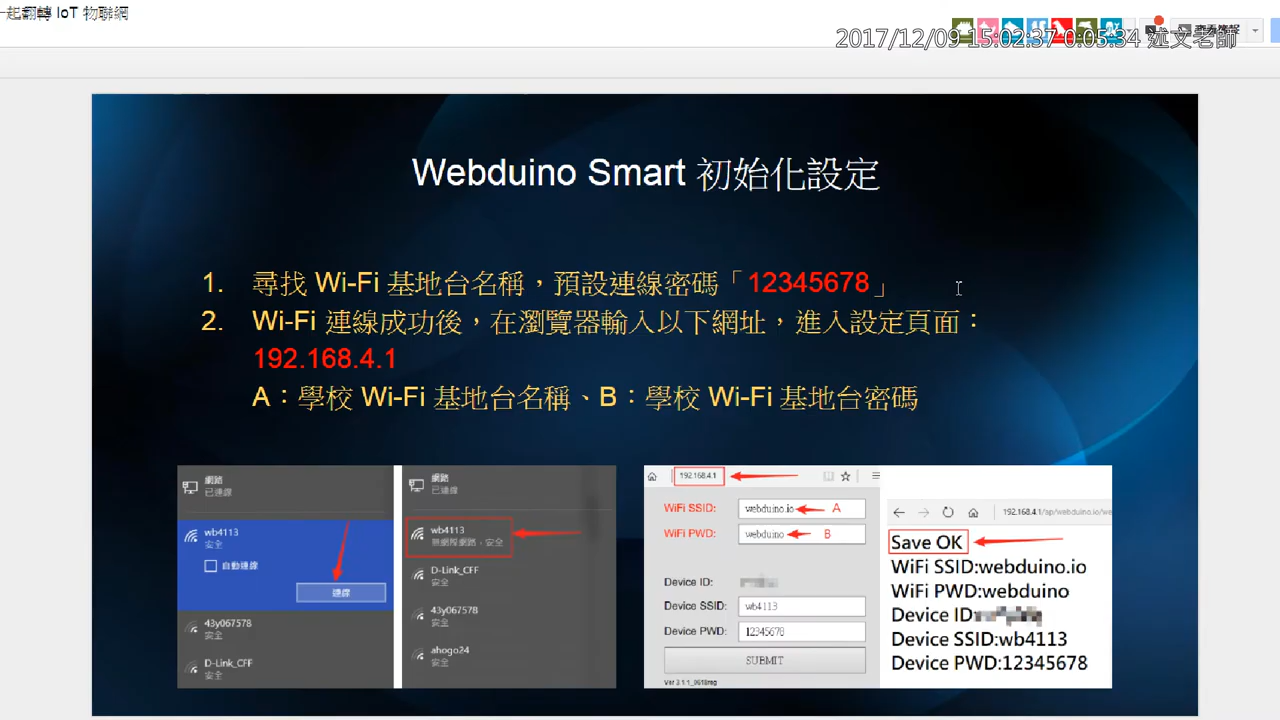 一起翻轉 IoT 物聯網
2017/12/09 15:02:37 0:05:34 述文老師
Webduino Smart 初始化設定
1. 尋找 Wi-Fi 基地台名稱，預設連線密碼「12345678」
2. Wi-Fi 連線成功後，在瀏覽器輸入以下網址，進入設定頁面：
192.168.4.1
A：學校 Wi-Fi 基地台名稱、B：學校 Wi-Fi 基地台密碼
網路
已連線
wb4113
安全
自動連線
連線
43y067578
安全
D-Link_CFF
安全
網路
已連線
wb4113
無網際網路，安全
D-Link_CFF
安全
43y067578
安全
ahogo24
安全
192.168.4.1
WiFi SSID: webduino.io A
WiFi PWD: webduino B
Device ID:
Device SSID: wb4113
Device PWD: 12345678
SUBMIT
192.168.4.1/sp/webduino.io/we
Save OK
WiFi SSID:webduino.io
WiFi PWD:webduino
Device ID:
Device SSID:wb4113
Device PWD:12345678